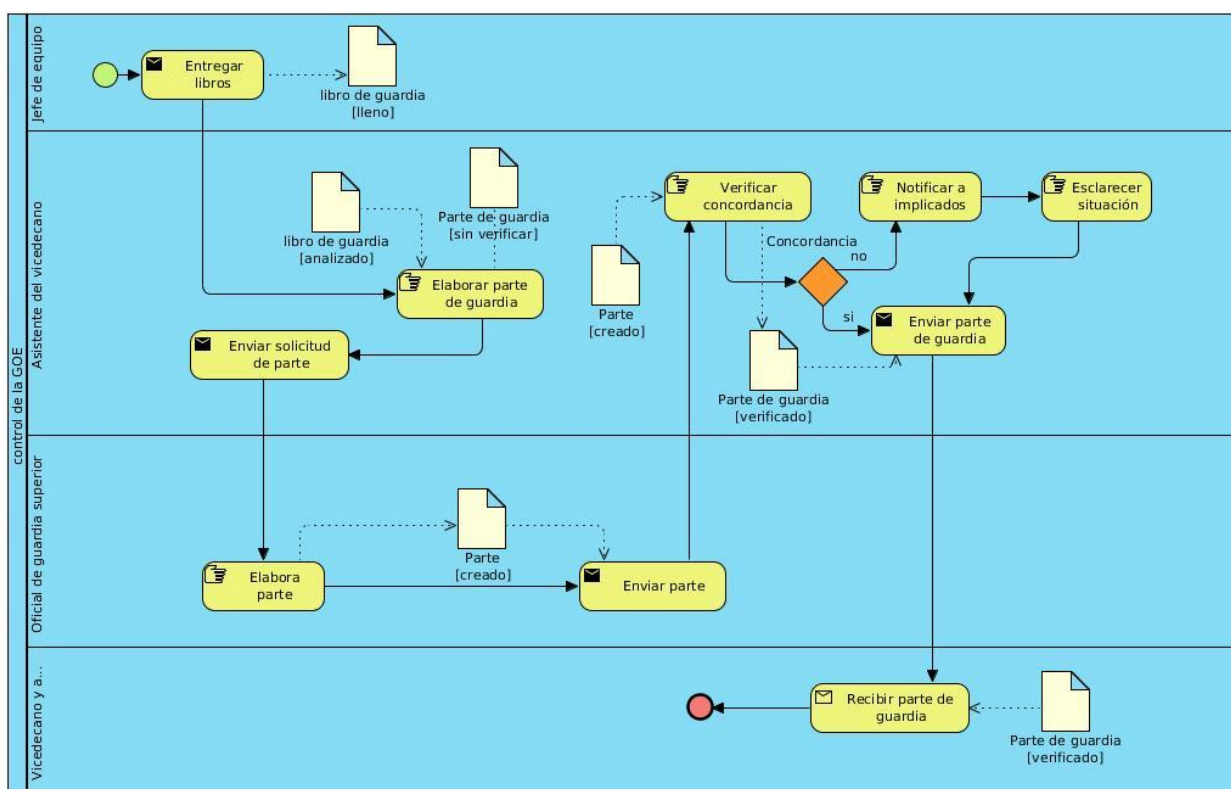 control de la GOE
Jefe de equipo
Entregar
libros
libro de guardia
[lleno]
Asistente del vicedecano
libro de guardia
[analizado]
Parte de guardia
[sin verificar]
Elaborar parte
de guardia
Enviar solicitud
de parte
Parte
[creado]
Verificar
concordancia
Concordancia
no
si
Notificar a
implicados
Esclarecer
situación
Parte de guardia
[verificado]
Enviar parte
de guardia
Oficial de guardia superior
Elabora
parte
Parte
[creado]
Enviar parte
Vicedecano y a...
Recibir parte de
guardia
Parte de guardia
[verificado]